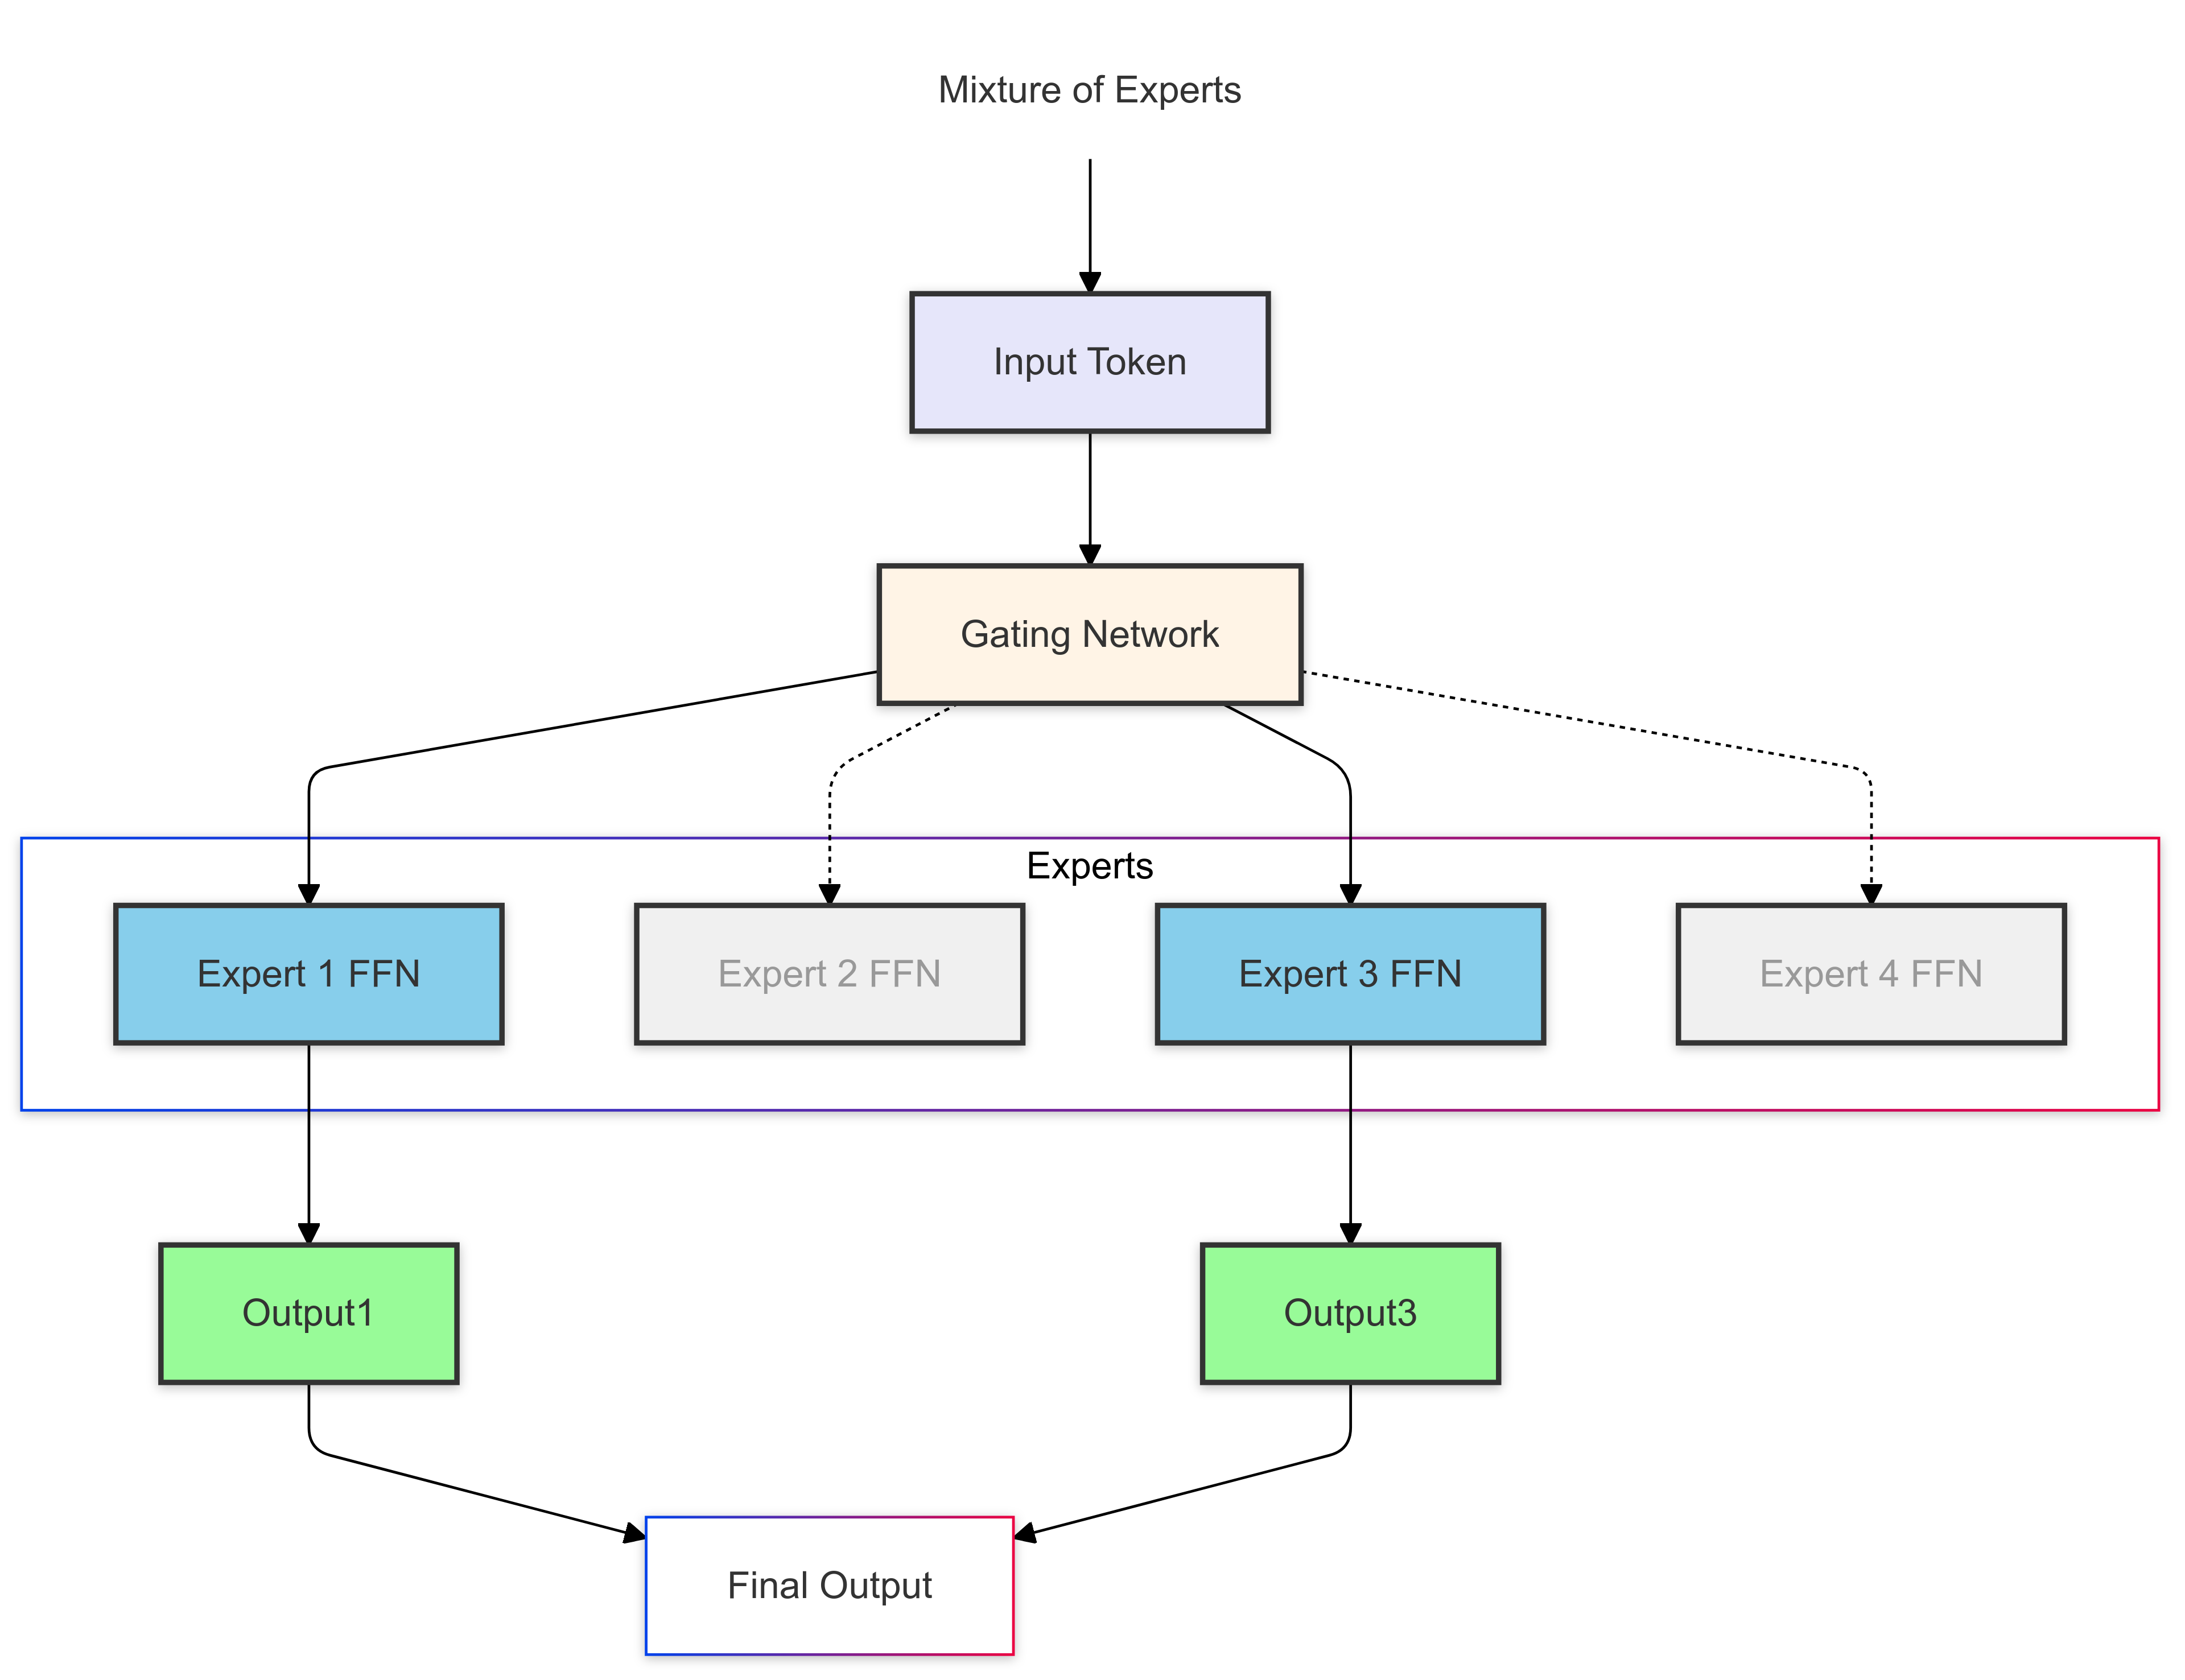 Mixture of Experts
Input Token
Gating Network
Experts
Expert 1 FFN
Expert 2 FFN
Expert 3 FFN
Expert 4 FFN
Output1
Output3
Final Output